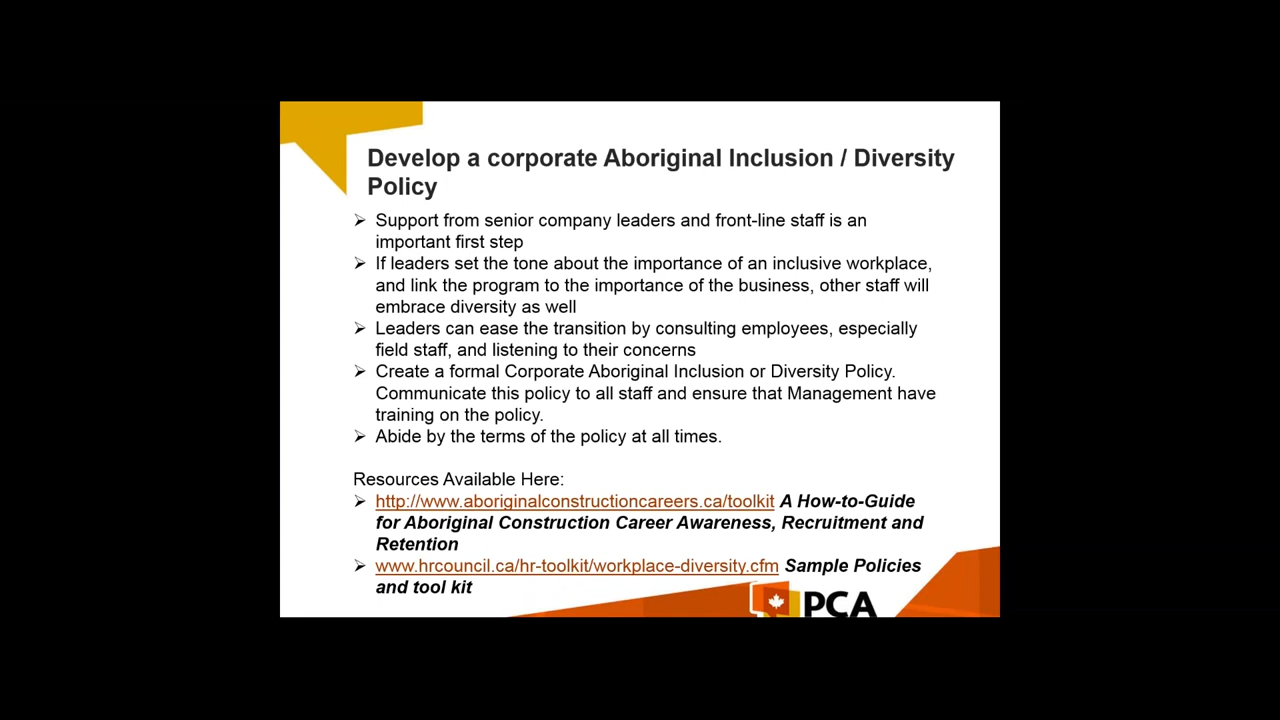 Develop a corporate Aboriginal Inclusion / Diversity
Policy
➢ Support from senior company leaders and front-line staff is an
important first step
➢ If leaders set the tone about the importance of an inclusive workplace,
and link the program to the importance of the business, other staff will
embrace diversity as well
➢ Leaders can ease the transition by consulting employees, especially
field staff, and listening to their concerns
➢ Create a formal Corporate Aboriginal Inclusion or Diversity Policy.
Communicate this policy to all staff and ensure that Management have
training on the policy.
➢ Abide by the terms of the policy at all times.
Resources Available Here:
➢ http://www.aboriginalconstructioncareers.ca/toolkit A How-to-Guide
for Aboriginal Construction Career Awareness, Recruitment and
Retention
➢ www.hrcouncil.ca/hr-toolkit/workplace-diversity.cfm Sample Policies
and tool kit
PCA